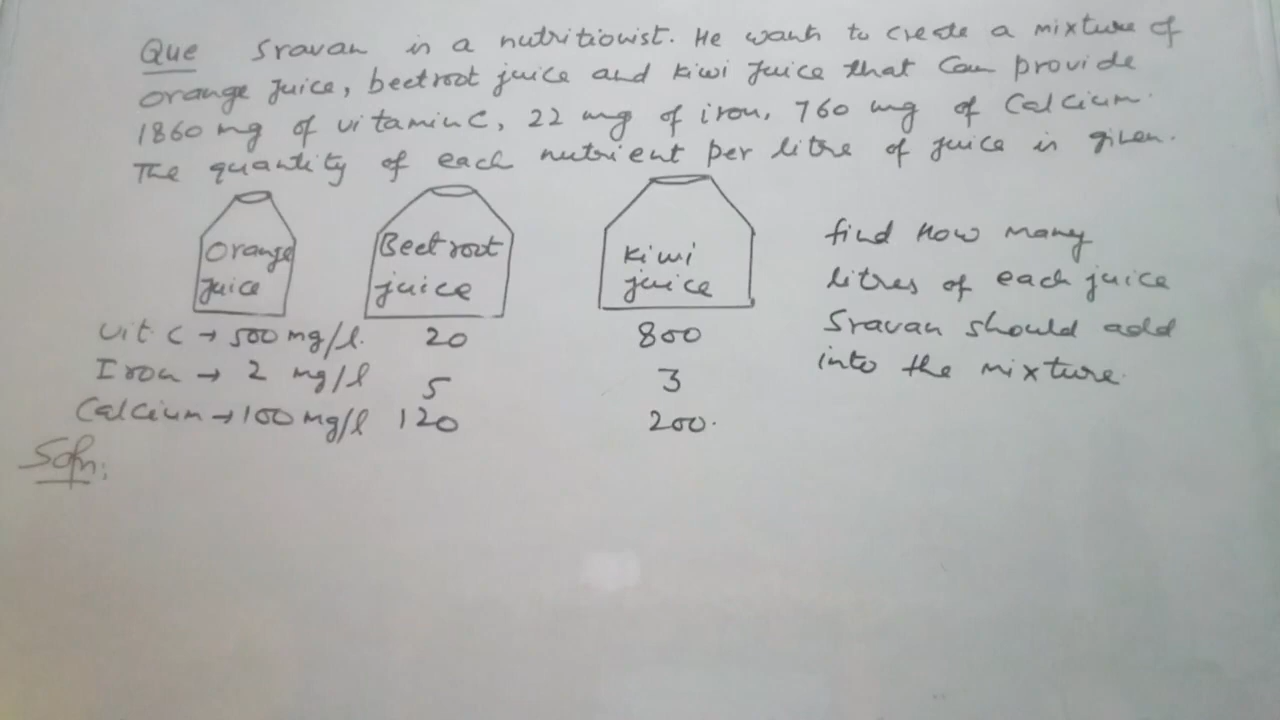 Que Sravan is a nutritionist. He wants to create a mixture of
orange juice, beetroot juice and kiwi juice that can provide
1860 mg of vitamin C, 22 mg of iron, 760 mg of calcium.
The quantity of each nutrient per litre of juice is given.
Orange
juice
Beetroot
juice
kiwi
juice
find how many
litres of each juice
Sravan should add
into the mixture.
Vit. C → 500 mg/l. 20 800
Iron → 2 mg/l 5 3
Calcium → 100 mg/l 120 200.
Soln: